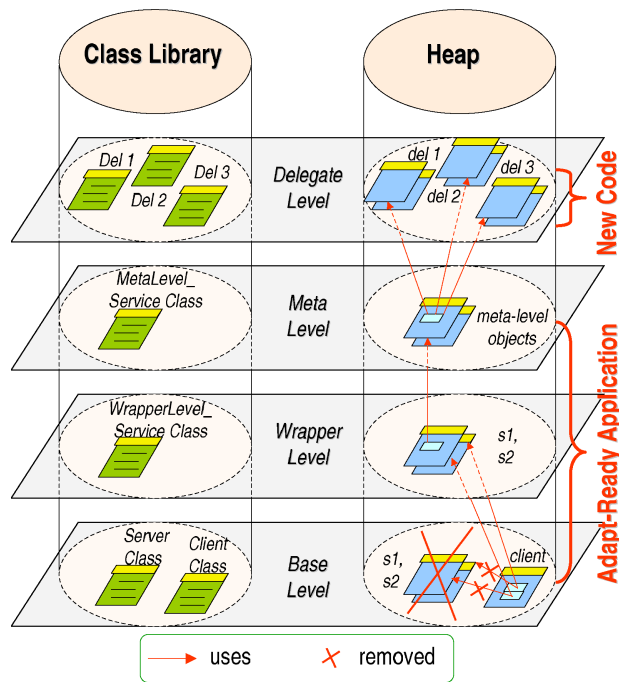 Class Library
Heap
Del 1
Del 3
Del 2
Delegate
Level
del 1
del 3
del 2
New Code
MetaLevel_
Service Class
Meta
Level
meta-level
objects
WrapperLevel_
Service Class
Wrapper
Level
s1,
s2
Adapt-Ready Application
Server
Class
Client
Class
Base
Level
s1,
s2
client
uses
removed